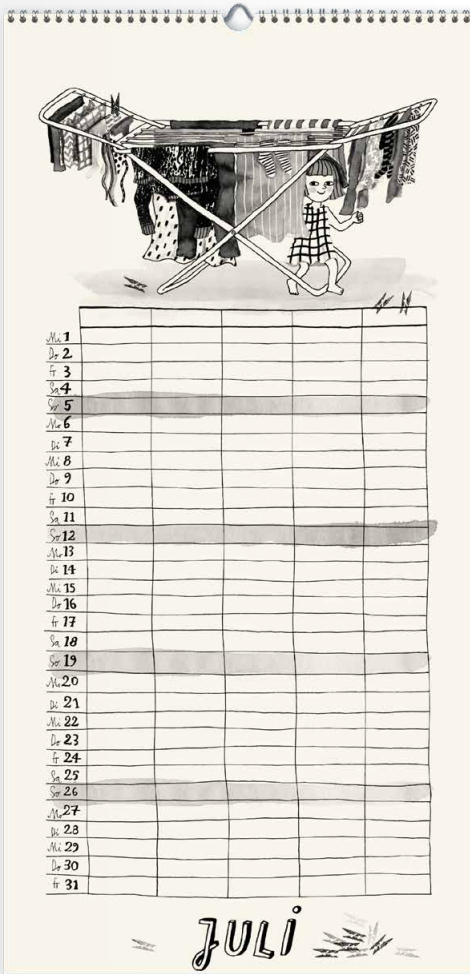 Mi 1
Do 2
Fr 3
Sa 4
So 5
Mo 6
Di 7
Mi 8
Do 9
Fr 10
Sa 11
So 12
Mo 13
Di 14
Mi 15
Do 16
Fr 17
Sa 18
So 19
Mo 20
Di 21
Mi 22
Do 23
Fr 24
Sa 25
So 26
Mo 27
Di 28
Mi 29
Do 30
Fr 31
JULI